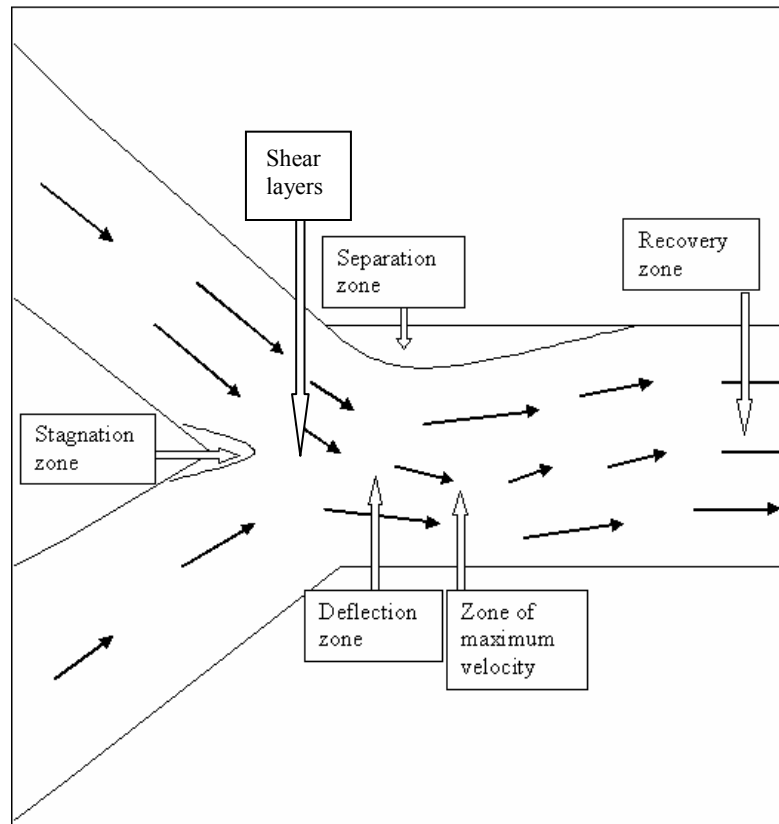 Shear
layers
Separation
zone
Recovery
zone
Stagnation
zone
Deflection
zone
Zone of
maximum
velocity